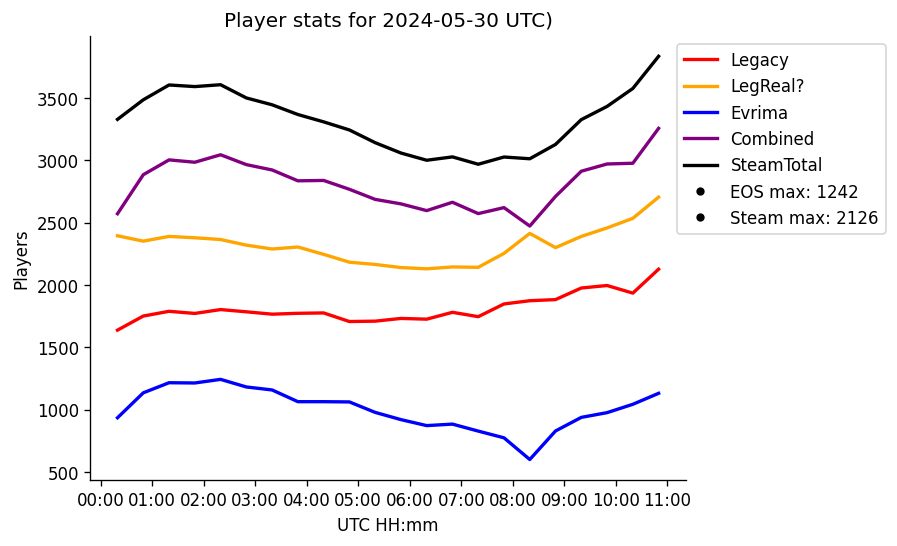 Player stats for 2024-05-30 UTC)
Legacy
LegReal?
Evrima
Combined
SteamTotal
EOS max: 1242
Steam max: 2126
Players
3500
3000
2500
2000
1500
1000
500
00:00 01:00 02:00 03:00 04:00 05:00 06:00 07:00 08:00 09:00 10:00 11:00
UTC HH:mm